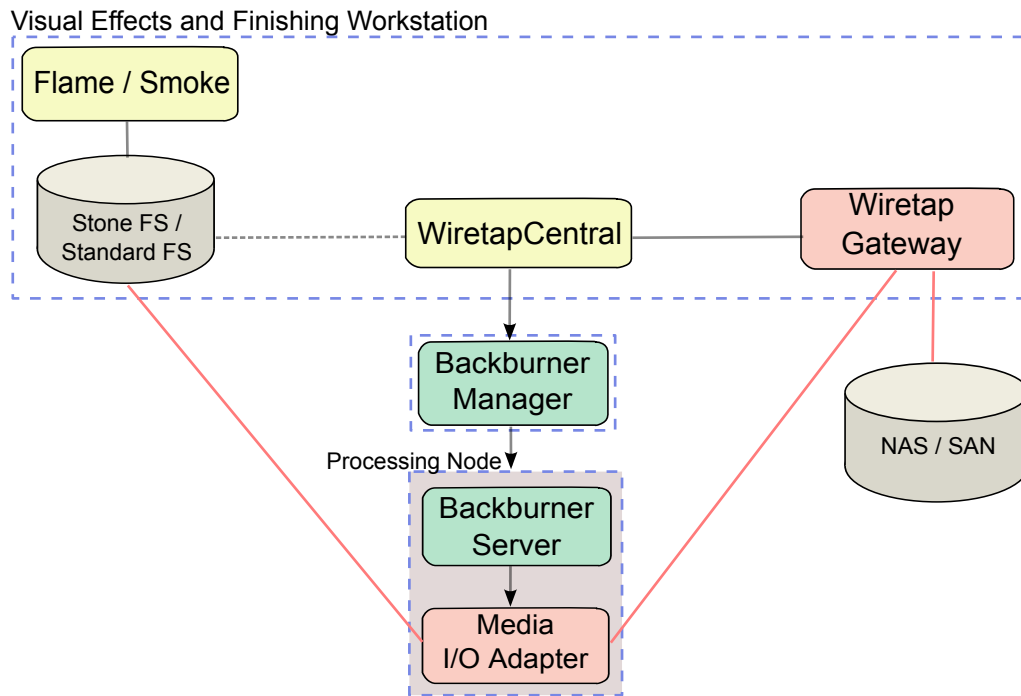 Visual Effects and Finishing Workstation
Flame / Smoke
Stone FS /
Standard FS
WiretapCentral
Wiretap
Gateway
Backburner
Manager
NAS / SAN
Processing Node
Backburner
Server
Media
I/O Adapter